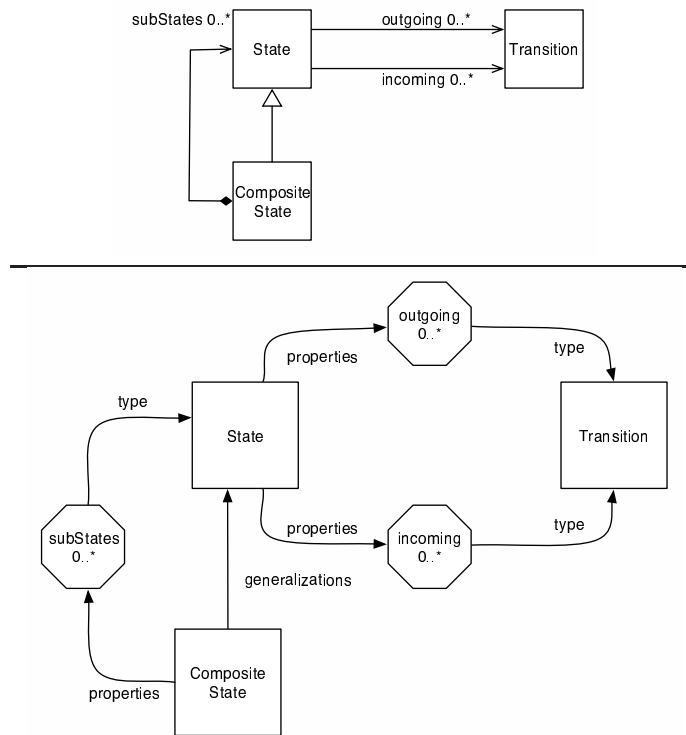 subStates 0..*
State
outgoing 0..*
incoming 0..*
Transition
Composite
State
outgoing
0..*
properties
type
type
State
Transition
subStates
0..*
properties
incoming
0..*
type
generalizations
Composite
State
properties